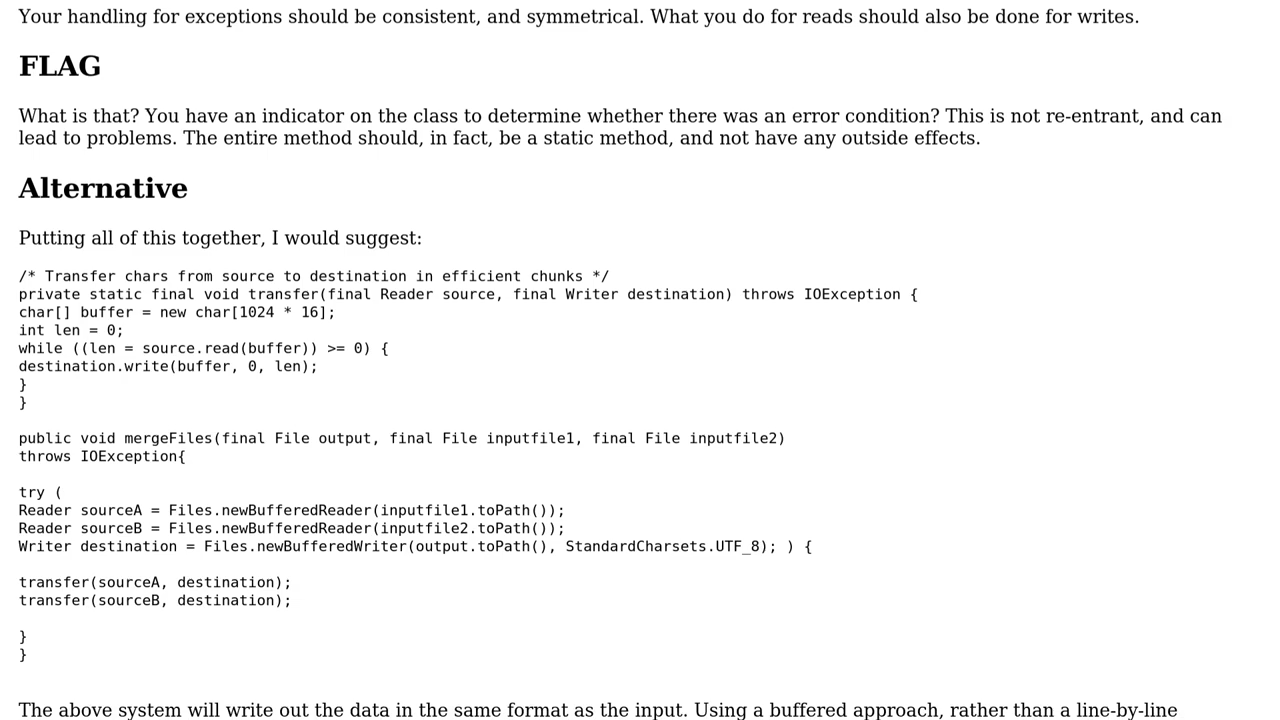 Your handling for exceptions should be consistent, and symmetrical. What you do for reads should also be done for writes.
FLAG
What is that? You have an indicator on the class to determine whether there was an error condition? This is not re-entrant, and can
lead to problems. The entire method should, in fact, be a static method, and not have any outside effects.
Alternative
Putting all of this together, I would suggest:
/* Transfer chars from source to destination in efficient chunks */
private static final void transfer(final Reader source, final Writer destination) throws IOException {
char[] buffer = new char[1024 * 16];
int len = 0;
while ((len = source.read(buffer)) >= 0) {
destination.write(buffer, 0, len);
}
}
public void mergeFiles(final File output, final File inputfile1, final File inputfile2)
throws IOException{
try (
Reader sourceA = Files.newBufferedReader(inputfile1.toPath());
Reader sourceB = Files.newBufferedReader(inputfile2.toPath());
Writer destination = Files.newBufferedWriter(output.toPath(), StandardCharsets.UTF_8); ) {
transfer(sourceA, destination);
transfer(sourceB, destination);
}
}
The above system will write out the data in the same format as the input. Using a buffered approach, rather than a line-by-line